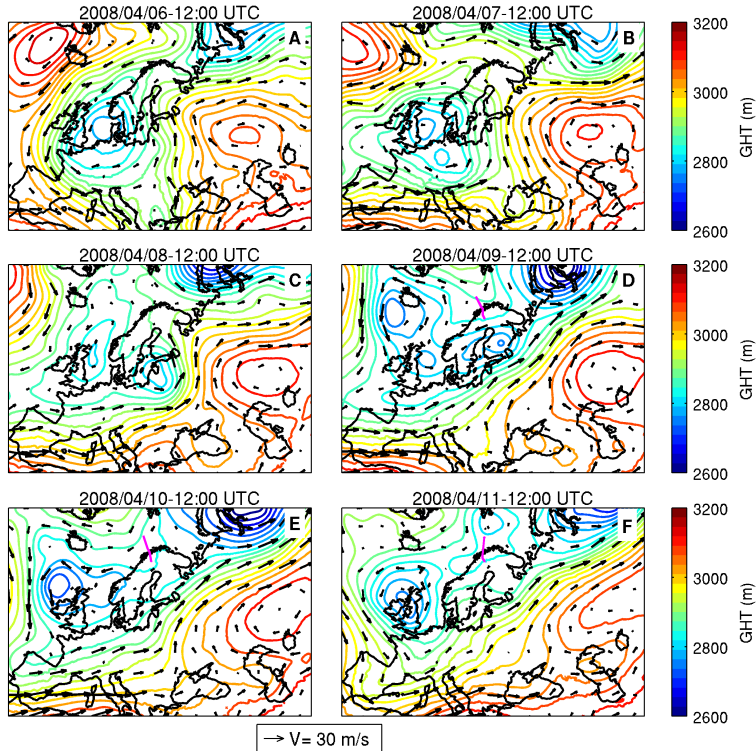 2008/04/06-12:00 UTC
2008/04/07-12:00 UTC
A
B
3200
3000
2800
2600
GHT (m)
2008/04/08-12:00 UTC
2008/04/09-12:00 UTC
C
D
3200
3000
2800
2600
GHT (m)
2008/04/10-12:00 UTC
2008/04/11-12:00 UTC
E
F
3200
3000
2800
2600
GHT (m)
V= 30 m/s